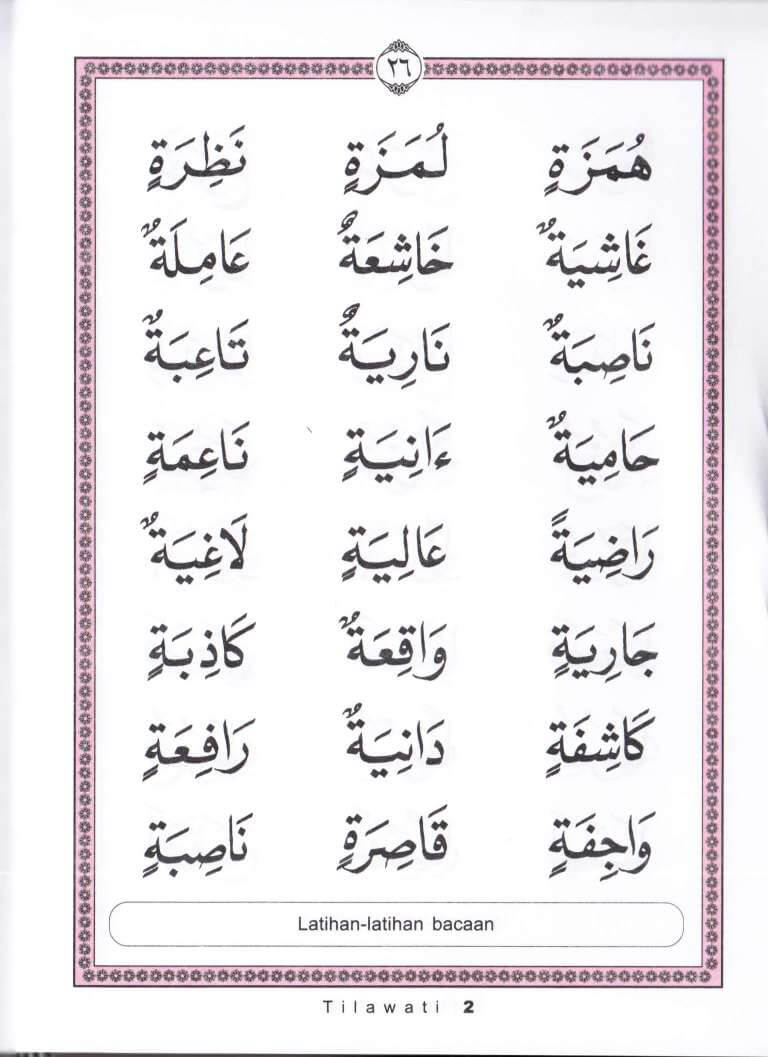 ٢٦
هُمَزَةٍ لُمَزَةٍ نَظِرَةٍ
غَاشِيَةٌ خَاشِعَةٌ عَامِلَةٌ
نَاصِبَةٌ نَارِيَةٌ تَاعِبَةٌ
حَامِيَةٌ ءَانِيَةٍ نَاعِمَةٍ
رَاضِيَةً عَالِيَةٍ لَاغِيَةٌ
جَارِيَةٍ وَاقِعَةٌ كَاذِبَةٍ
كَاشِفَةٍ دَانِيَةٌ رَافِعَةٍ
وَاجِفَةٍ قَاصِرَةٍ نَاصِبَةٍ
Latihan-latihan bacaan
Tilawati 2